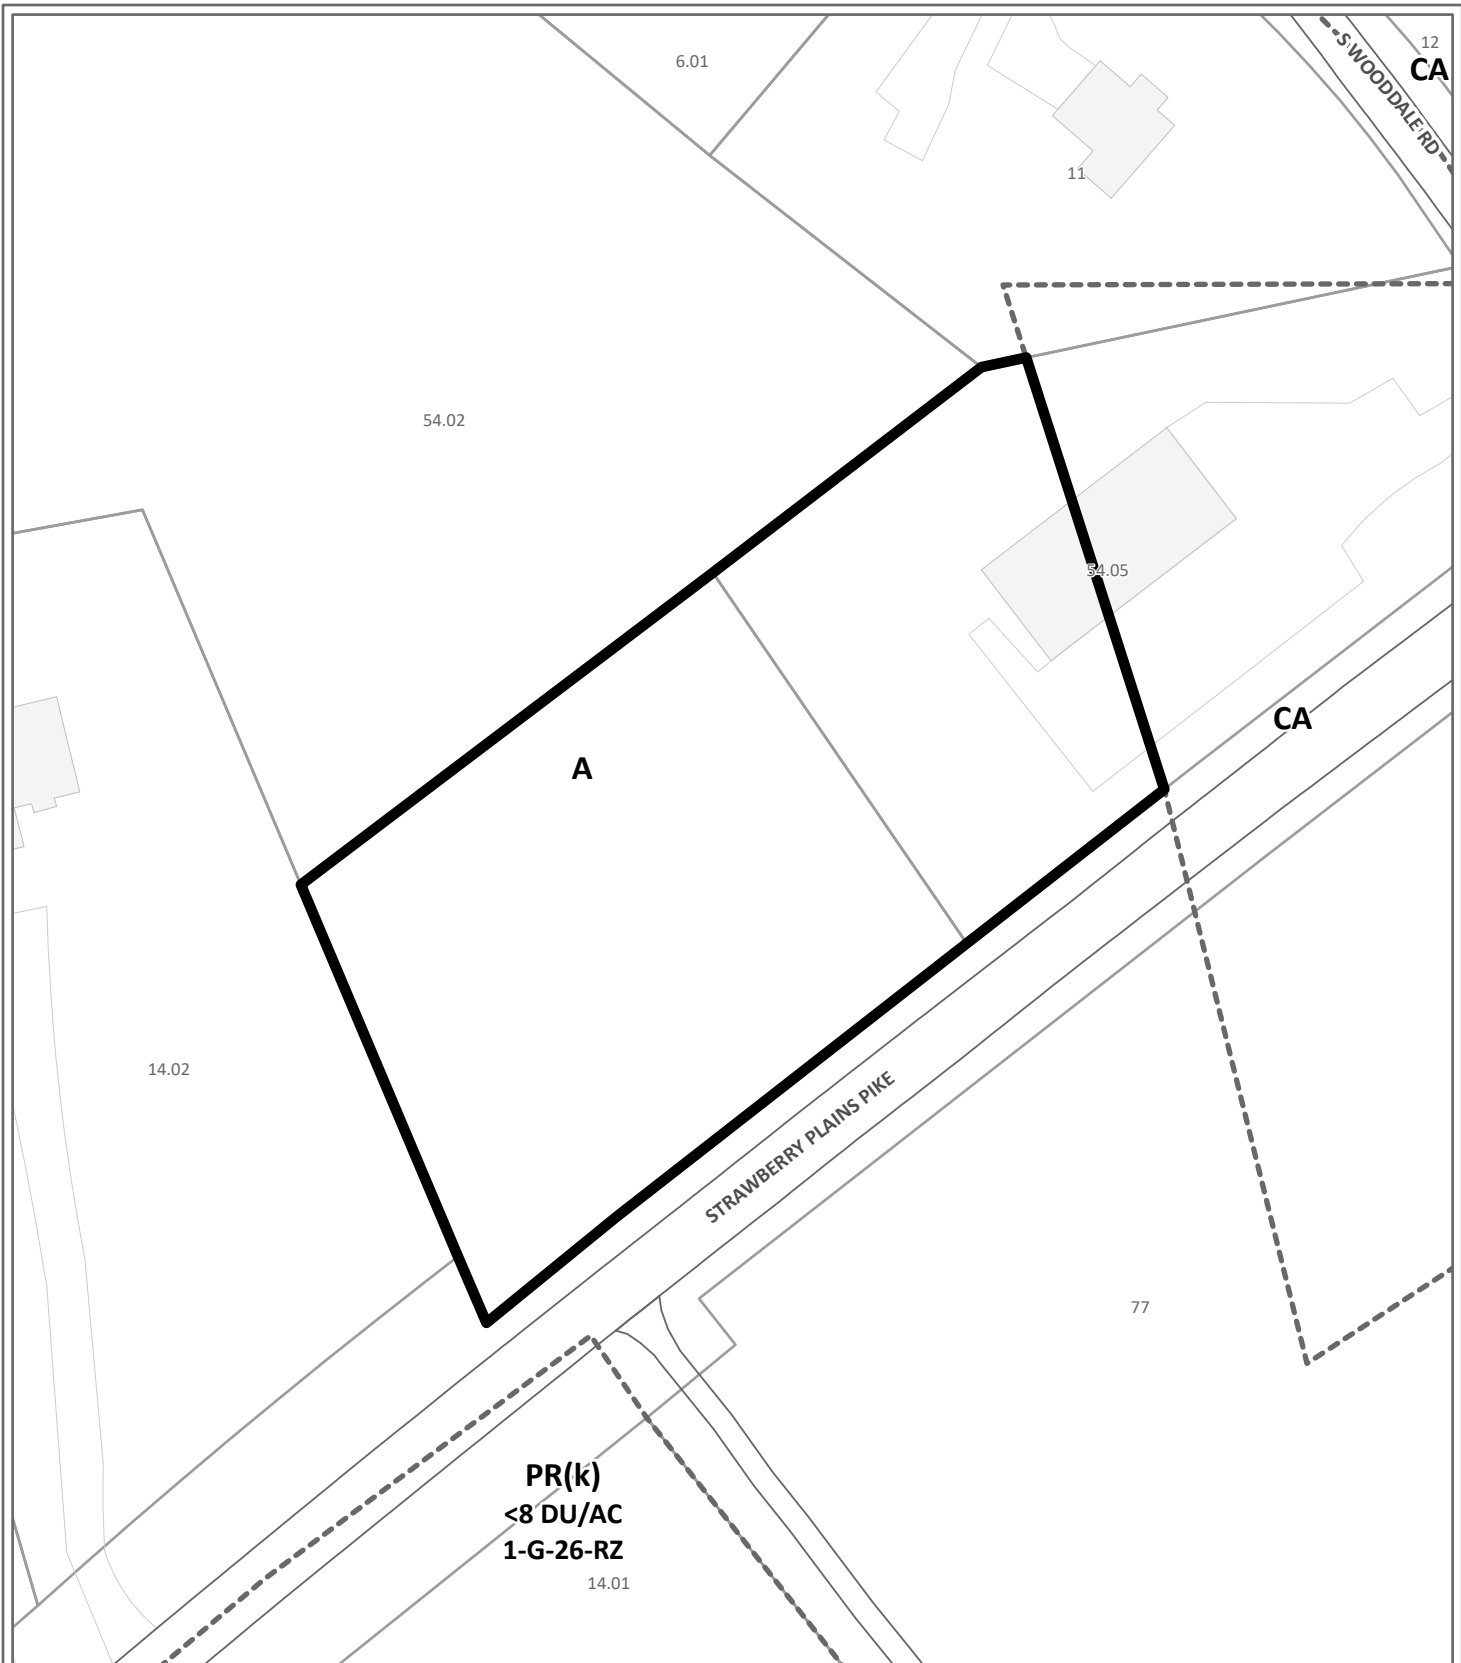 6.01
12
CA
S WOODDALE RD
11
54.02
54.05
CA
A
14.02
STRAWBERRY PLAINS PIKE
77
PR(k)
<8 DU/AC
1-G-26-RZ
14.01